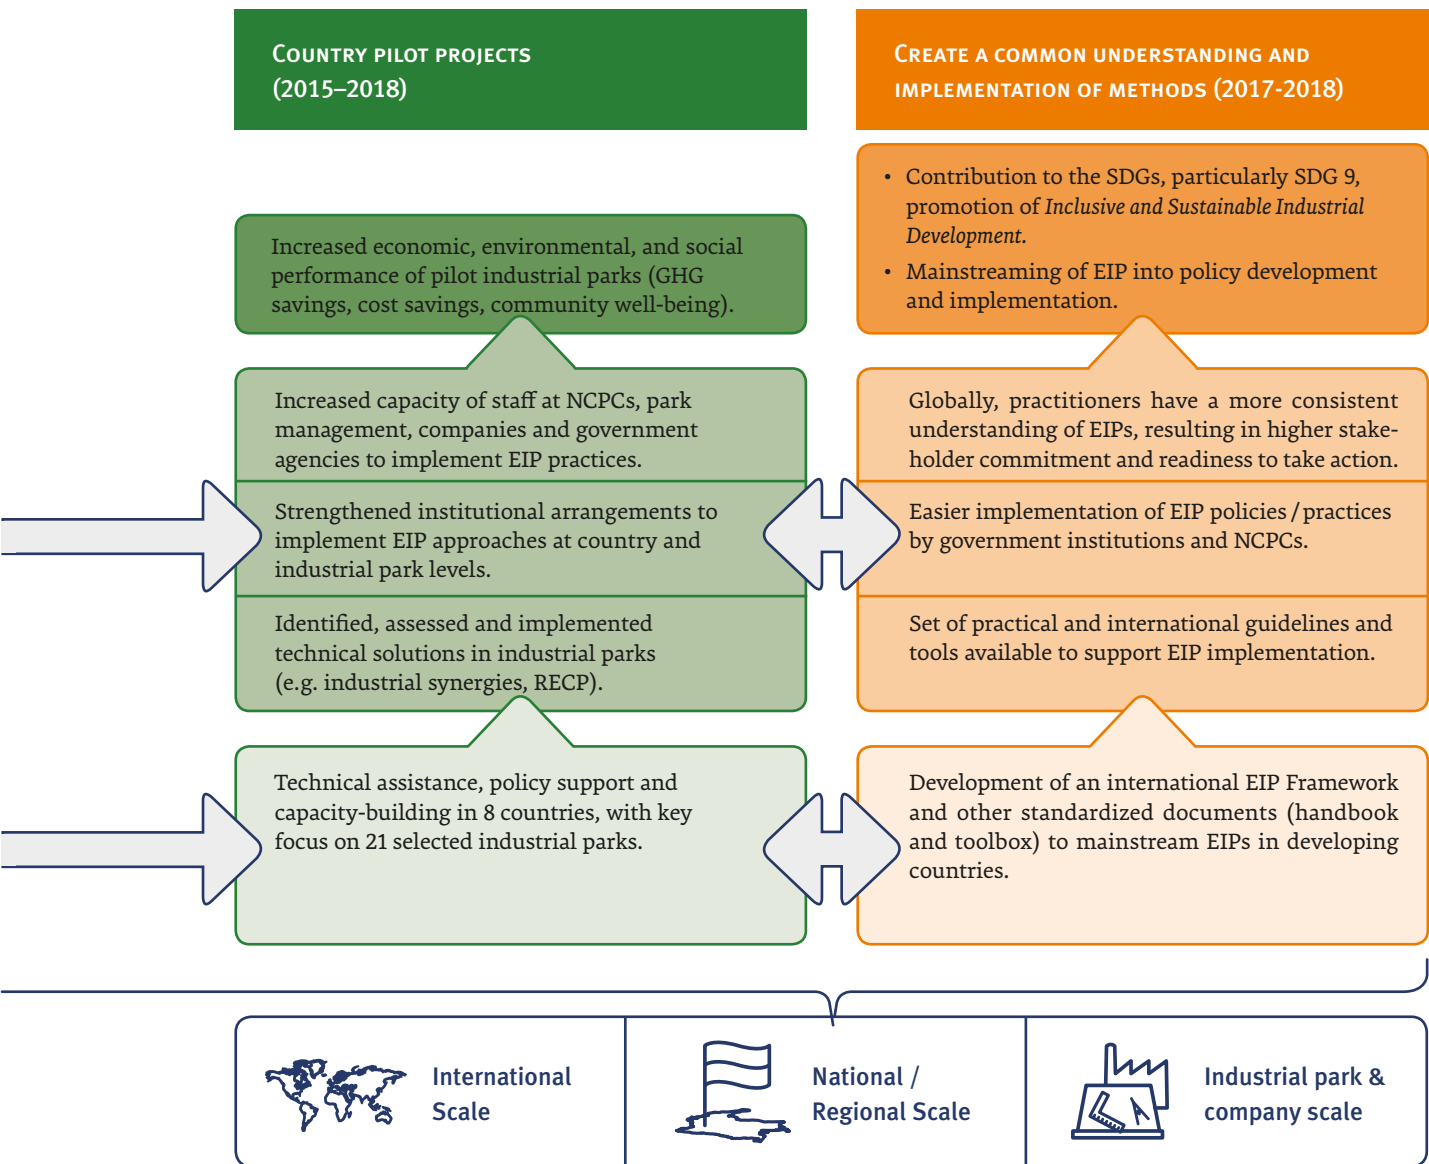 COUNTRY PILOT PROJECTS
(2015–2018)
Increased economic, environmental, and social
performance of pilot industrial parks (GHG
savings, cost savings, community well-being).
Increased capacity of staff at NCPCs, park
management, companies and government
agencies to implement EIP practices.
Strengthened institutional arrangements to
implement EIP approaches at country and
industrial park levels.
Identified, assessed and implemented
technical solutions in industrial parks
(e.g. industrial synergies, RECP).
Technical assistance, policy support and
capacity-building in 8 countries, with key
focus on 21 selected industrial parks.
CREATE A COMMON UNDERSTANDING AND
IMPLEMENTATION OF METHODS (2017-2018)
• Contribution to the SDGs, particularly SDG 9,
promotion of Inclusive and Sustainable Industrial
Development.
• Mainstreaming of EIP into policy development
and implementation.
Globally, practitioners have a more consistent
understanding of EIPs, resulting in higher stake-
holder commitment and readiness to take action.
Easier implementation of EIP policies / practices
by government institutions and NCPCs.
Set of practical and international guidelines and
tools available to support EIP implementation.
Development of an international EIP Framework
and other standardized documents (handbook
and toolbox) to mainstream EIPs in developing
countries.
International
Scale
National /
Regional Scale
Industrial park &
company scale